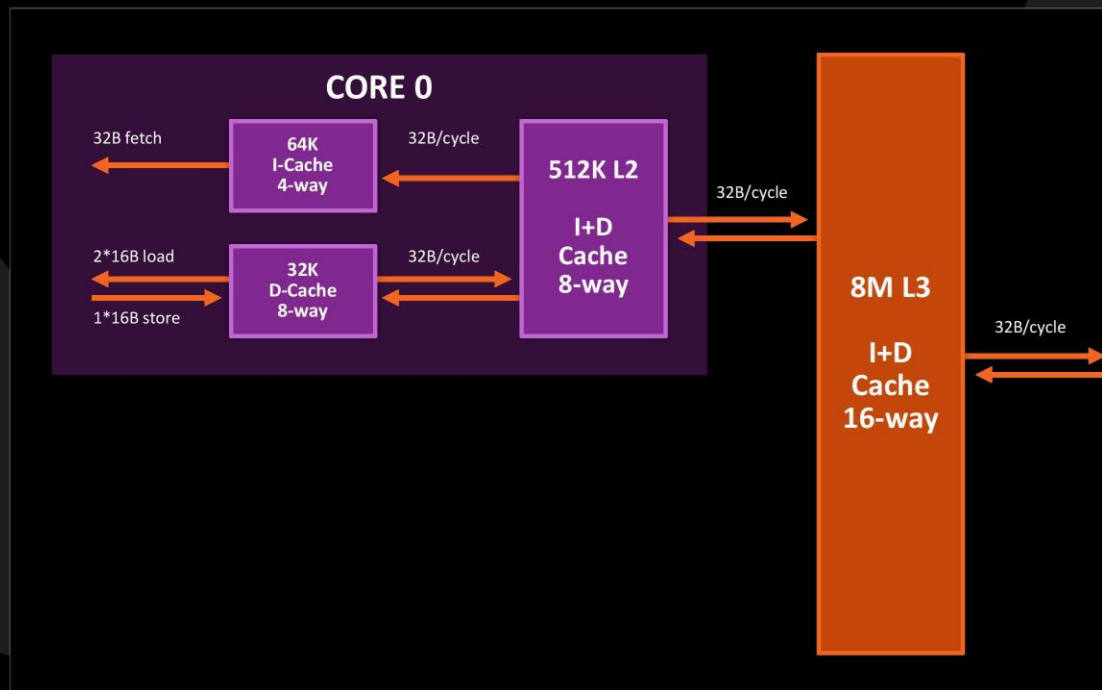 CORE 0
32B fetch
64K
I-Cache
4-way
32B/cycle
2*16B load
1*16B store
32K
D-Cache
8-way
32B/cycle
512K L2
I+D
Cache
8-way
32B/cycle
8M L3
I+D
Cache
16-way
32B/cycle